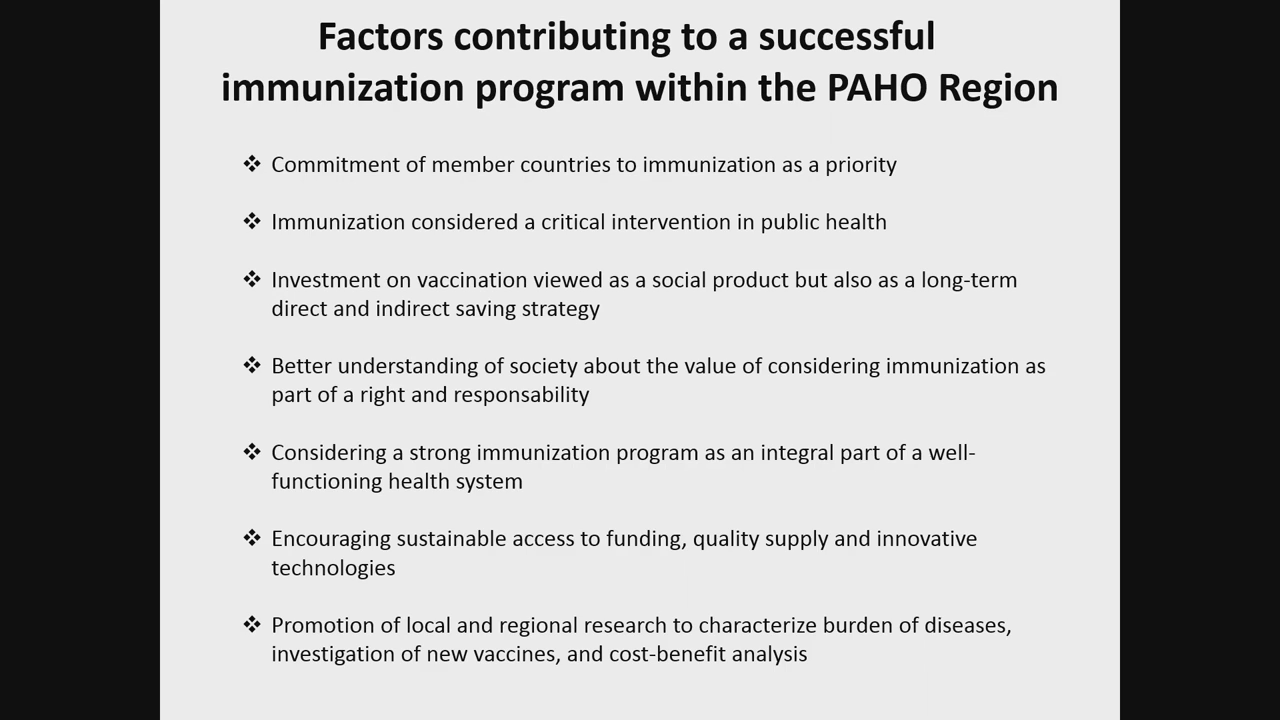 Factors contributing to a successful
immunization program within the PAHO Region
❖ Commitment of member countries to immunization as a priority
❖ Immunization considered a critical intervention in public health
❖ Investment on vaccination viewed as a social product but also as a long-term
direct and indirect saving strategy
❖ Better understanding of society about the value of considering immunization as
part of a right and responsability
❖ Considering a strong immunization program as an integral part of a well-
functioning health system
❖ Encouraging sustainable access to funding, quality supply and innovative
technologies
❖ Promotion of local and regional research to characterize burden of diseases,
investigation of new vaccines, and cost-benefit analysis